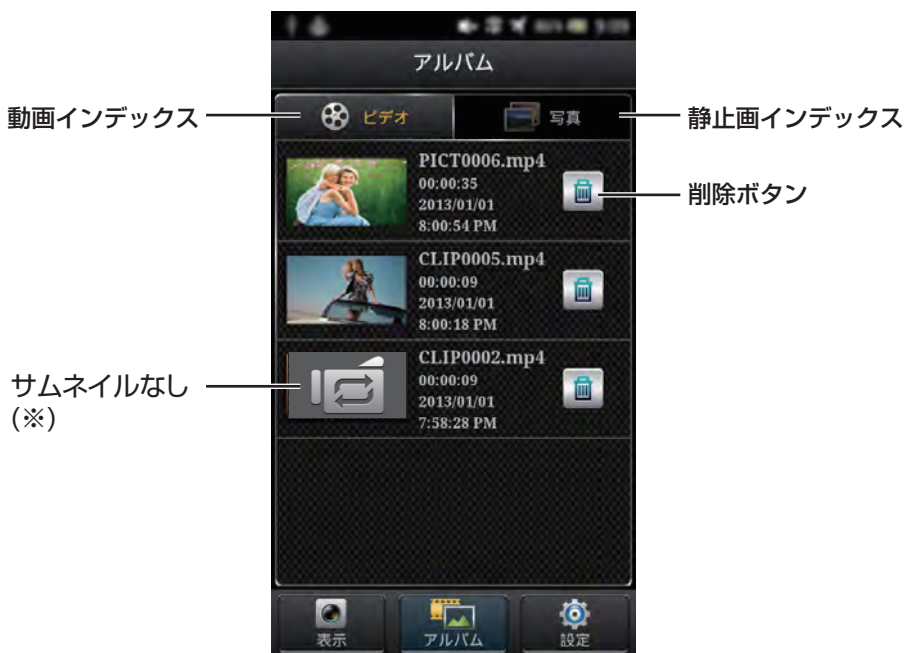 アルバム
動画インデックス
ビデオ
写真
静止画インデックス
PICT0006.mp4
00:00:35
2013/01/01
8:00:54 PM
削除ボタン
CLIP0005.mp4
00:00:09
2013/01/01
8:00:18 PM
サムネイルなし
(※)
CLIP0002.mp4
00:00:09
2013/01/01
7:58:28 PM
表示
アルバム
設定